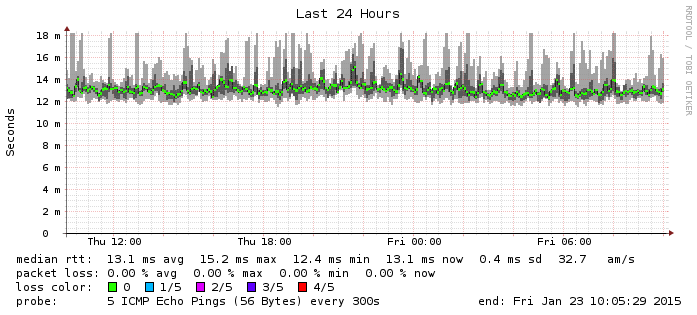 Last 24 Hours
RRDTOOL / TOBI OETIKER
Seconds
18 m
16 m
14 m
12 m
10 m
8 m
6 m
4 m
2 m
0
Thu 12:00 Thu 18:00 Fri 00:00 Fri 06:00
median rtt: 13.1 ms avg 15.2 ms max 12.4 ms min 13.1 ms now 0.4 ms sd 32.7 am/s
packet loss: 0.00 % avg 0.00 % max 0.00 % min 0.00 % now
loss color: 0 1/5 2/5 3/5 4/5
probe: 5 ICMP Echo Pings (56 Bytes) every 300s end: Fri Jan 23 10:05:29 2015